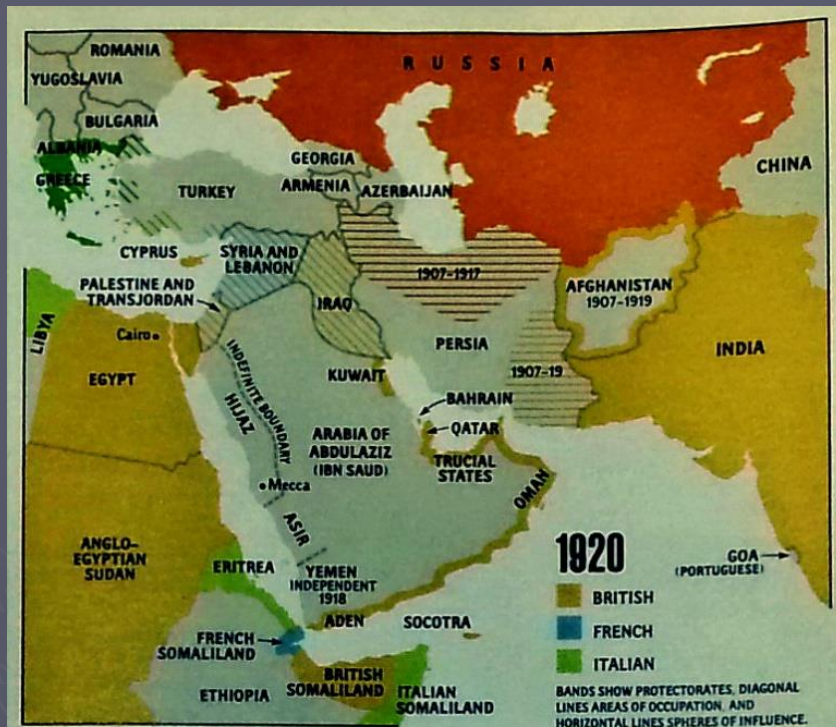 ROMANIA
RUSSIA
YUGOSLAVIA
BULGARIA
ALBANIA
GREECE
TURKEY
GEORGIA
ARMENIA
AZERBAIJAN
CHINA
CYPRUS
SYRIA AND
LEBANON
1907-1917
AFGHANISTAN
1907-1919
PALESTINE AND
TRANSJORDAN
IRAQ
LIBYA
Cairo
PERSIA
INDIA
EGYPT
INDEFINITE BOUNDARY
HIJAZ
KUWAIT
1907-19
BAHRAIN
QATAR
ARABIA OF
ABDULAZIZ
(IBN SAUD)
TRUCIAL
STATES
OMAN
Mecca
ASIR
ANGLO-
EGYPTIAN
SUDAN
ERITREA
YEMEN
INDEPENDENT
1918
ADEN
SOCOTRA
GOA
(PORTUGUESE)
FRENCH
SOMALILAND
BRITISH
SOMALILAND
ETHIOPIA
ITALIAN
SOMALILAND
1920
BRITISH
FRENCH
ITALIAN
BANDS SHOW PROTECTORATES, DIAGONAL
LINES AREAS OF OCCUPATION, AND
HORIZONTAL LINES SPHERES OF INFLUENCE.